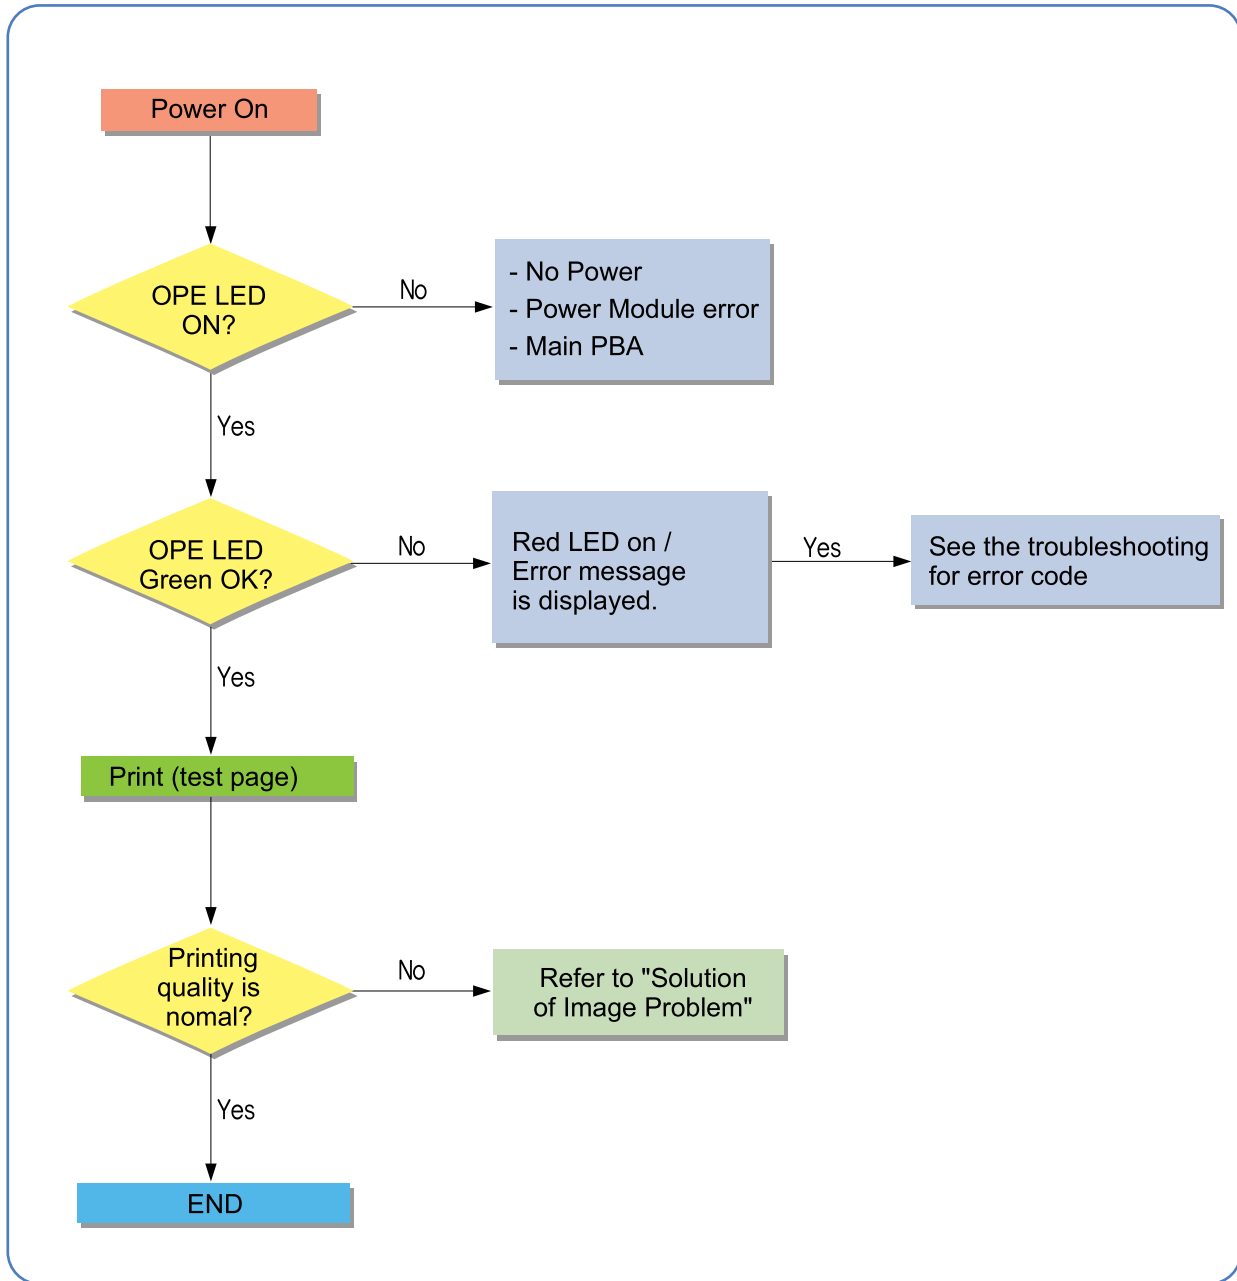 Power On
OPE LED
ON?
No
- No Power
- Power Module error
- Main PBA
Yes
OPE LED
Green OK?
No
Red LED on /
Error message
is displayed.
Yes
See the troubleshooting
for error code
Yes
Print (test page)
Printing
quality is
normal?
No
Refer to "Solution
of Image Problem"
Yes
END